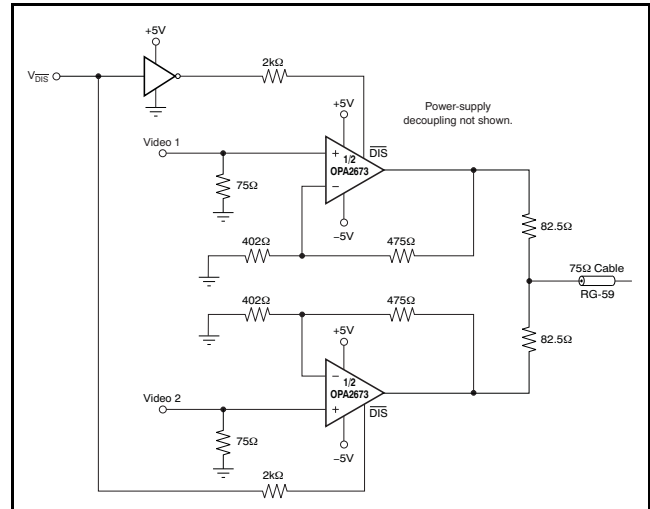 +5V
2kΩ
V DIS
+5V
Power-supply
decoupling not shown.
Video 1
+
DIS
1/2
OPA2673
75Ω
−
82.5Ω
−5V
402Ω
475Ω
75Ω Cable
RG-59
402Ω
475Ω
+5V
82.5Ω
−
1/2
OPA2673
Video 2
+
DIS
75Ω
−5V
2kΩ